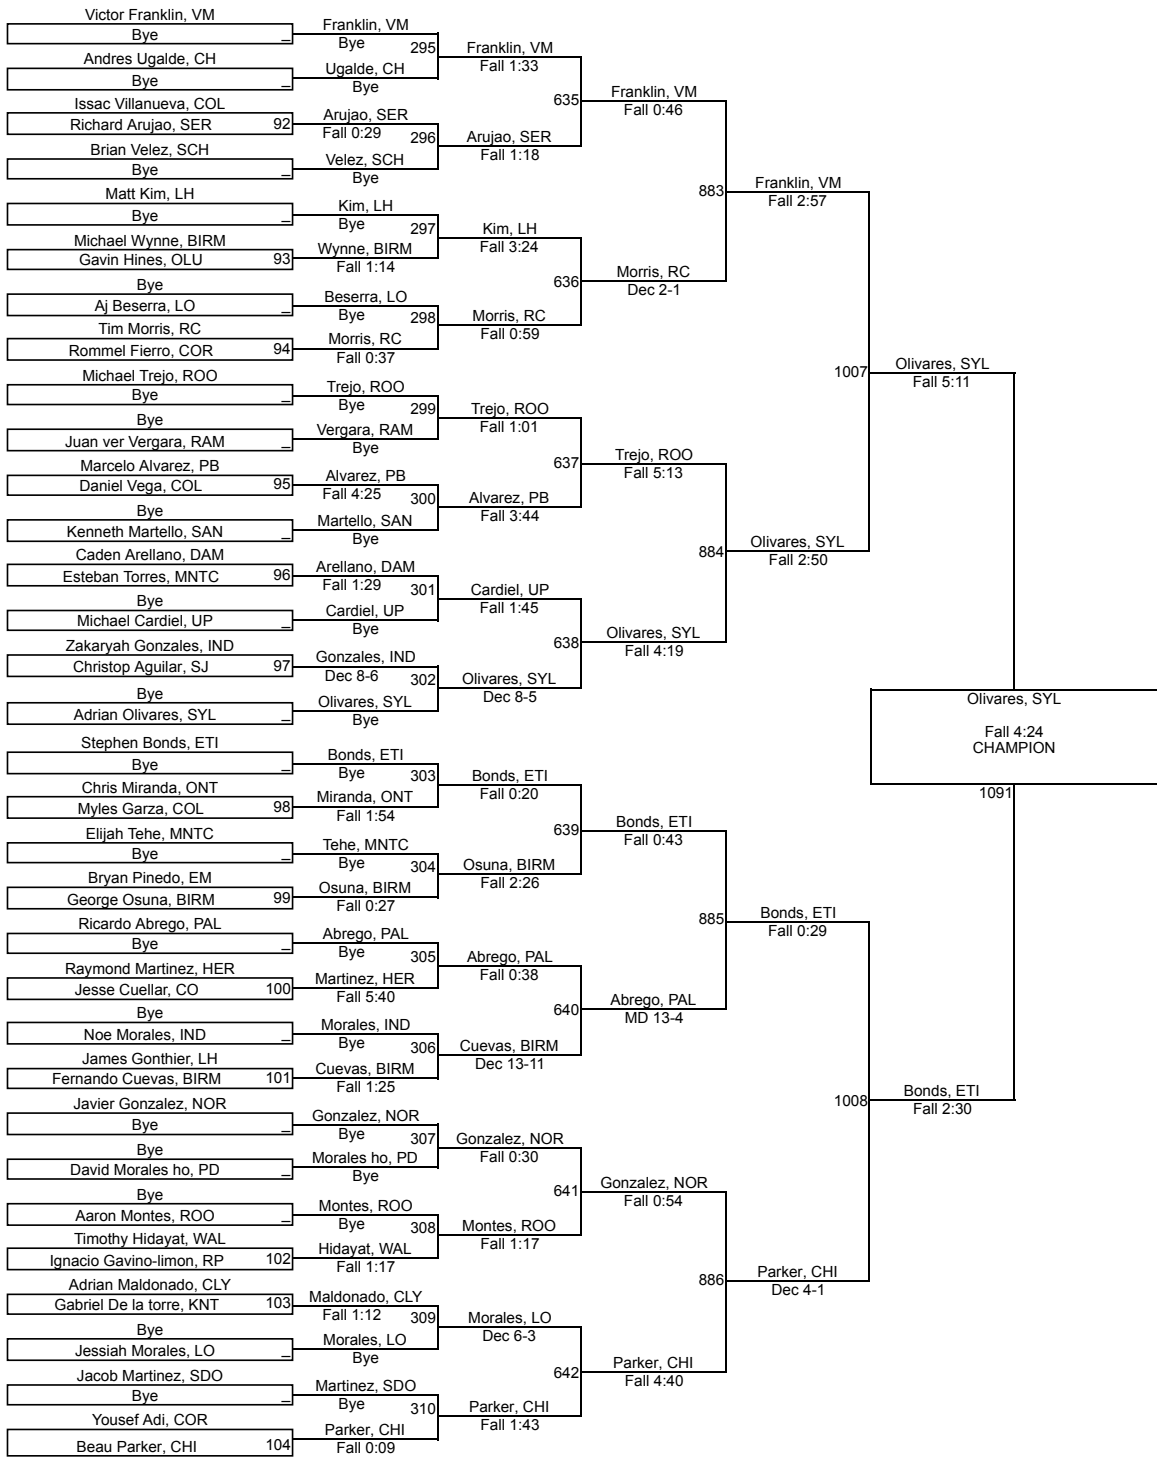 Victor Franklin, VM
Bye _
Andres Ugalde, CH
Bye _
Issac Villanueva, COL
Richard Arujao, SER 92
Brian Velez, SCH
Bye _
Matt Kim, LH
Bye _
Michael Wynne, BIRM
Gavin Hines, OLU 93
Bye
Aj Beserra, LO _
Tim Morris, RC
Rommel Fierro, COR 94
Michael Trejo, ROO
Bye _
Bye
Juan ver Vergara, RAM _
Marcelo Alvarez, PB
Daniel Vega, COL 95
Bye
Kenneth Martello, SAN _
Caden Arellano, DAM
Esteban Torres, MNTC 96
Bye
Michael Cardiel, UP _
Zakaryah Gonzales, IND
Christop Aguilar, SJ 97
Bye
Adrian Olivares, SYL _
Stephen Bonds, ETI
Bye _
Chris Miranda, ONT
Myles Garza, COL 98
Elijah Tehe, MNTC
Bye _
Bryan Pinedo, EM
George Osuna, BIRM 99
Ricardo Abrego, PAL
Bye _
Raymond Martinez, HER
Jesse Cuellar, CO 100
Bye
Noe Morales, IND _
James Gonthier, LH
Fernando Cuevas, BIRM 101
Javier Gonzalez, NOR
Bye _
Bye
David Morales ho, PD _
Bye
Aaron Montes, ROO _
Timothy Hidayat, WAL
Ignacio Gavino-limon, RP 102
Adrian Maldonado, CLY
Gabriel De la torre, KNT 103
Bye
Jessiah Morales, LO _
Jacob Martinez, SDO
Bye _
Yousef Adi, COR
Beau Parker, CHI 104
Franklin, VM
Bye 295
Ugalde, CH
Bye
Arujao, SER
Fall 0:29 296
Velez, SCH
Bye
Kim, LH
Bye 297
Wynne, BIRM
Fall 1:14
Beserra, LO
Bye 298
Morris, RC
Fall 0:37
Trejo, ROO
Bye 299
Vergara, RAM
Bye
Alvarez, PB
Fall 4:25 300
Martello, SAN
Bye
Arellano, DAM
Fall 1:29 301
Cardiel, UP
Bye
Gonzales, IND
Dec 8-6 302
Olivares, SYL
Bye
Bonds, ETI
Bye 303
Miranda, ONT
Fall 1:54
Tehe, MNTC
Bye 304
Osuna, BIRM
Fall 0:27
Abrego, PAL
Bye 305
Martinez, HER
Fall 5:40
Morales, IND
Bye 306
Cuevas, BIRM
Fall 1:25
Gonzalez, NOR
Bye 307
Morales ho, PD
Bye
Montes, ROO
Bye 308
Hidayat, WAL
Fall 1:17
Maldonado, CLY
Fall 1:12 309
Morales, LO
Bye
Martinez, SDO
Bye 310
Parker, CHI
Fall 0:09
Franklin, VM
Fall 1:33
635
Arujao, SER
Fall 1:18
Kim, LH
Fall 3:24
636
Morris, RC
Fall 0:59
Trejo, ROO
Fall 1:01
637
Alvarez, PB
Fall 3:44
Cardiel, UP
Fall 1:45
638
Olivares, SYL
Dec 8-5
Bonds, ETI
Fall 0:20
639
Osuna, BIRM
Fall 2:26
Abrego, PAL
Fall 0:38
640
Cuevas, BIRM
Dec 13-11
Gonzalez, NOR
Fall 0:30
641
Montes, ROO
Fall 1:17
Morales, LO
Dec 6-3
642
Parker, CHI
Fall 1:43
Franklin, VM
Fall 0:46
883
Morris, RC
Dec 2-1
Trejo, ROO
Fall 5:13
884
Olivares, SYL
Fall 4:19
Bonds, ETI
Fall 0:43
885
Abrego, PAL
MD 13-4
Gonzalez, NOR
Fall 0:54
886
Parker, CHI
Fall 4:40
Franklin, VM
Fall 2:57
1007
Olivares, SYL
Fall 2:50
Bonds, ETI
Fall 0:29
1008
Parker, CHI
Dec 4-1
Olivares, SYL
Fall 5:11
Bonds, ETI
Fall 2:30
Olivares, SYL
Fall 4:24
CHAMPION
1091